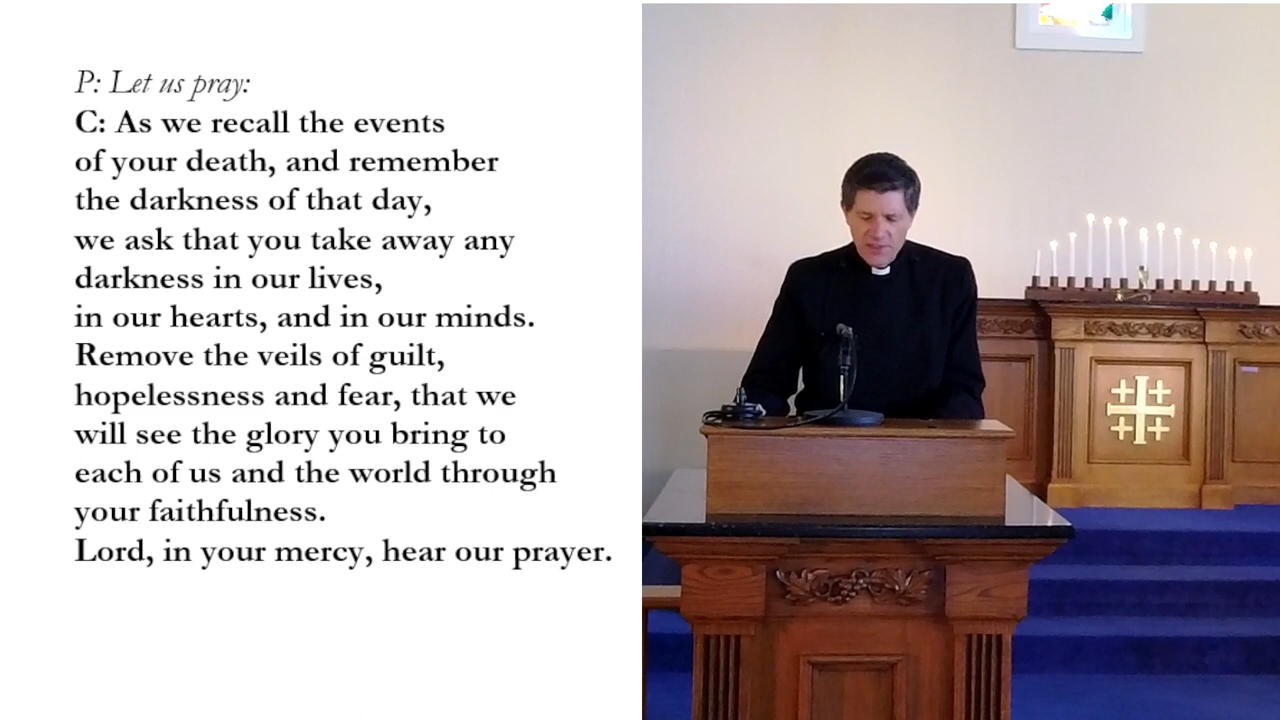 P: Let us pray:
C: As we recall the events
of your death, and remember
the darkness of that day,
we ask that you take away any
darkness in our lives,
in our hearts, and in our minds.
Remove the veils of guilt,
hopelessness and fear, that we
will see the glory you bring to
each of us and the world through
your faithfulness.
Lord, in your mercy, hear our prayer.